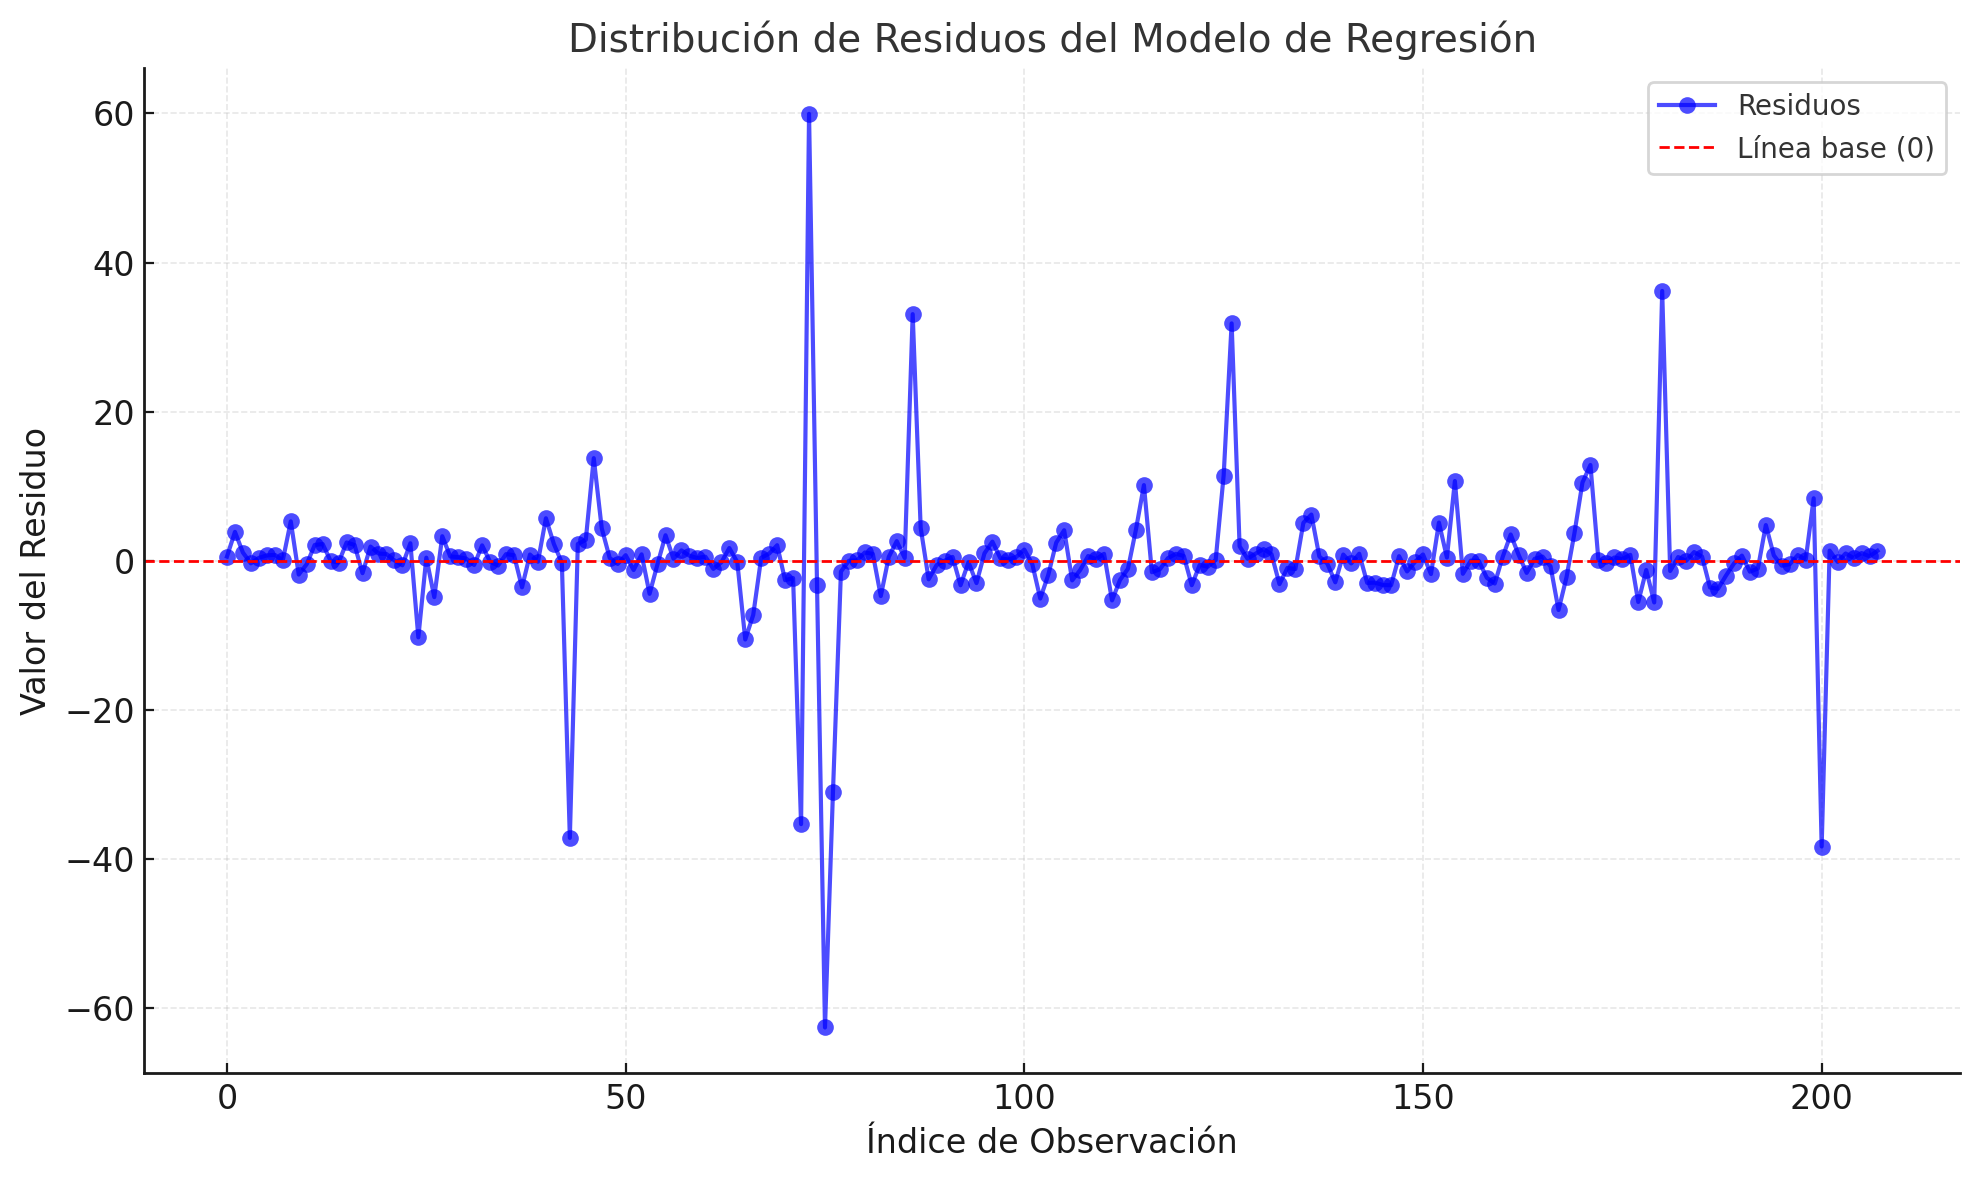 Distribución de Residuos del Modelo de Regresión
Residuos
Línea base (0)
Valor del Residuo
60
40
20
0
−20
−40
−60
0
50
100
150
200
Índice de Observación